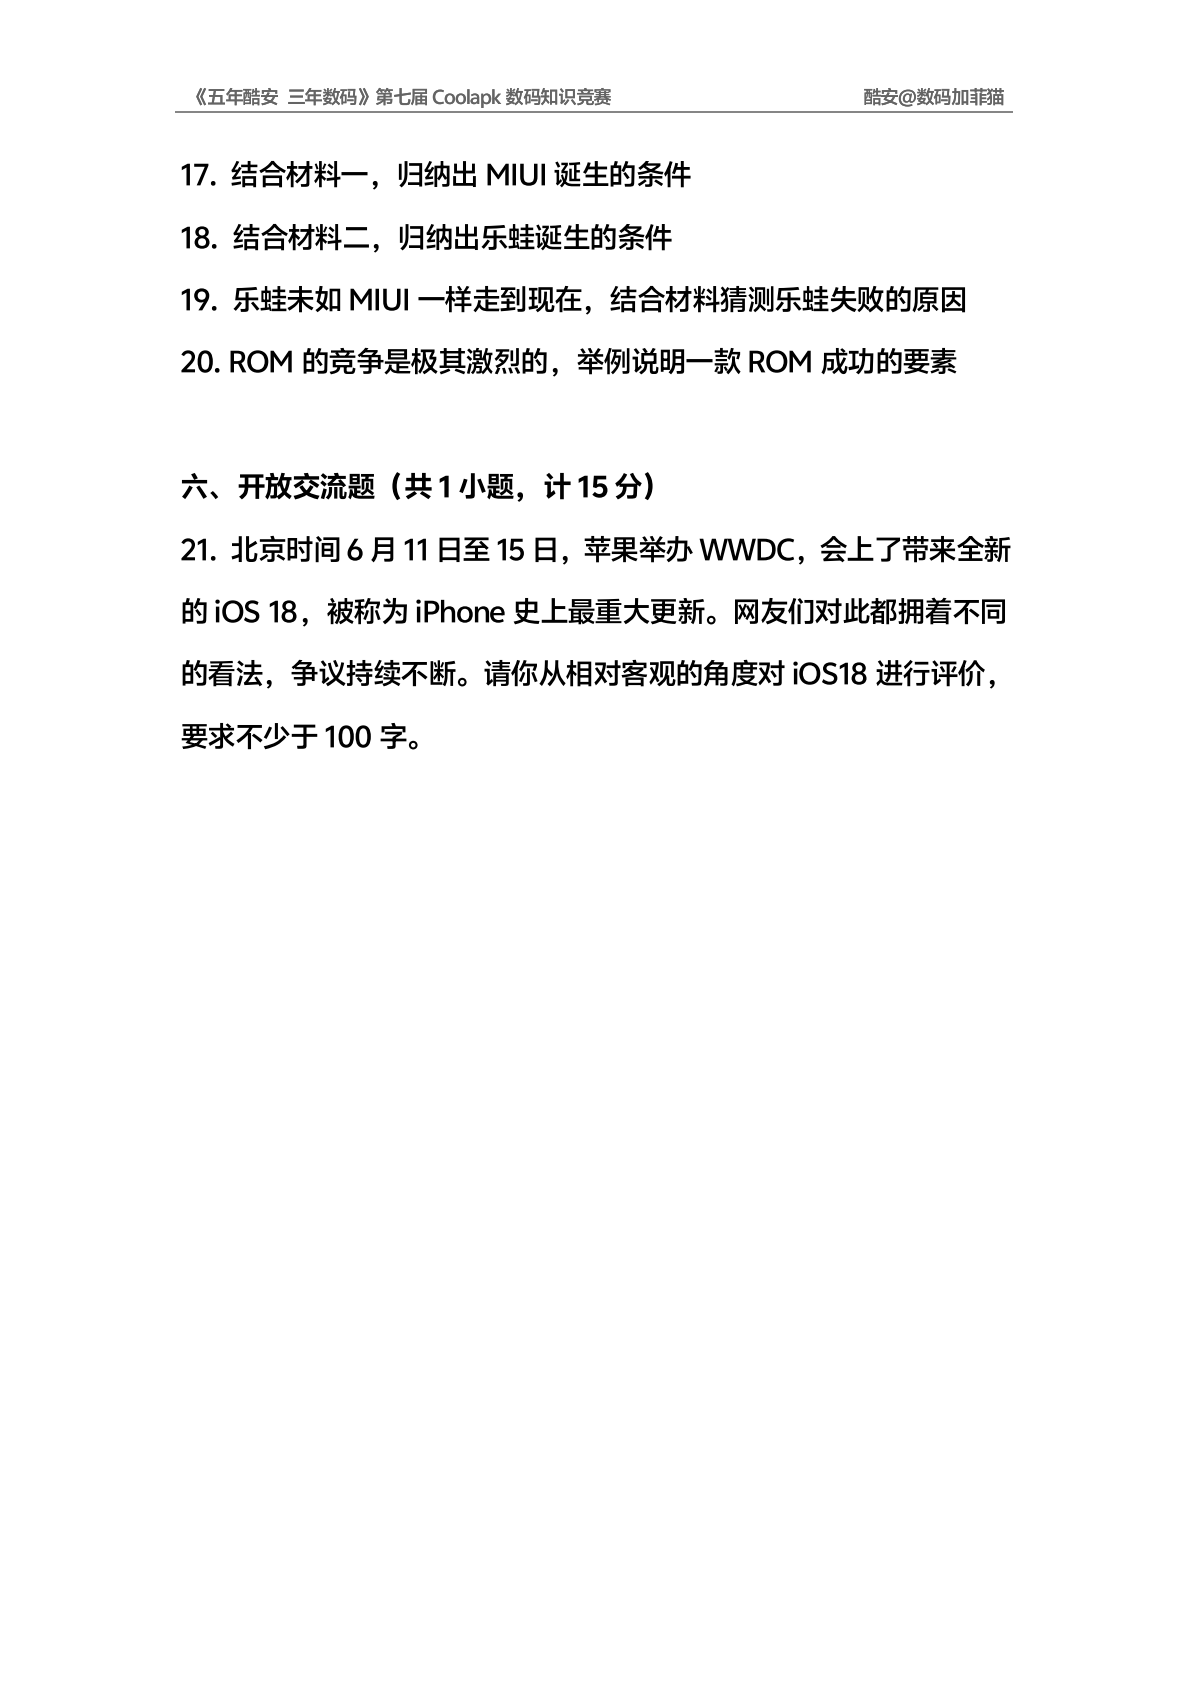 《五年酷安 三年数码》第七届 Coolapk 数码知识竞赛 酷安@数码加菲猫
17. 结合材料一，归纳出 MIUI 诞生的条件
18. 结合材料二，归纳出乐蛙诞生的条件
19. 乐蛙未如 MIUI 一样走到现在，结合材料猜测乐蛙失败的原因
20. ROM 的竞争是极其激烈的，举例说明一款 ROM 成功的要素
六、开放交流题（共 1 小题，计 15 分）
21. 北京时间 6 月 11 日至 15 日，苹果举办 WWDC，会上了带来全新
的 iOS 18，被称为 iPhone 史上最重大更新。网友们对此都拥着不同
的看法，争议持续不断。请你从相对客观的角度对 iOS18 进行评价，
要求不少于 100 字。